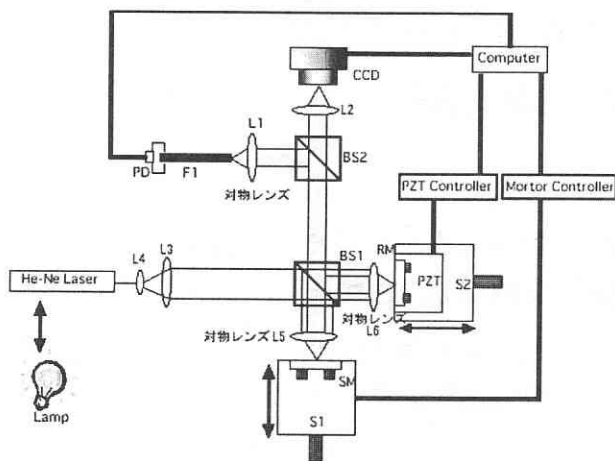 CCD
Computer
L2
L1
BS2
PD
F1
対物レンズ
PZT Controller
Mortor Controller
BS1
RM
L3
L4
He-Ne Laser
PZT
S2
対物レンズ
L6
対物レンズL5
SM
S1
Lamp